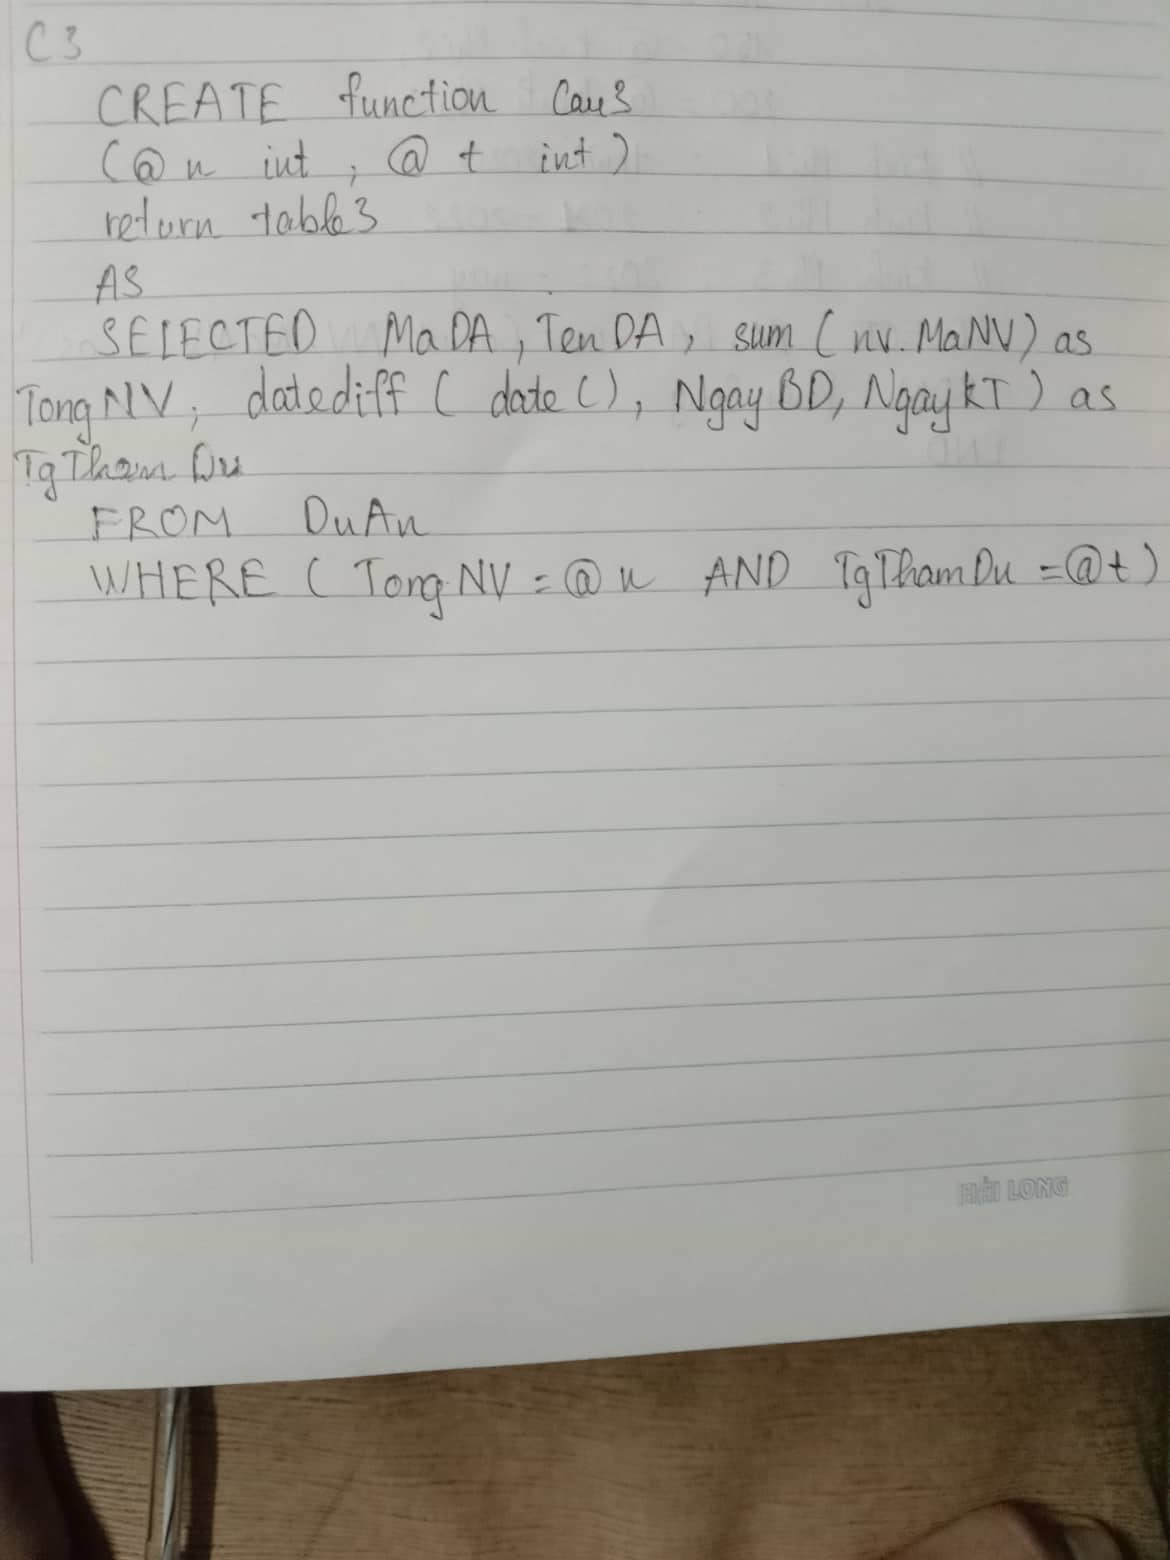 C3
CREATE function Cau3
(@n int, @t int)
return table3
AS
SELECTED MaDA, TenDA, sum (nv.MaNV) as
TongNV, datediff ( date(), NgayBD, NgayKT) as
TgThamDu
FROM DuAn
WHERE ( TongNV = @n AND TgThamDu = @t)
HẢI LONG